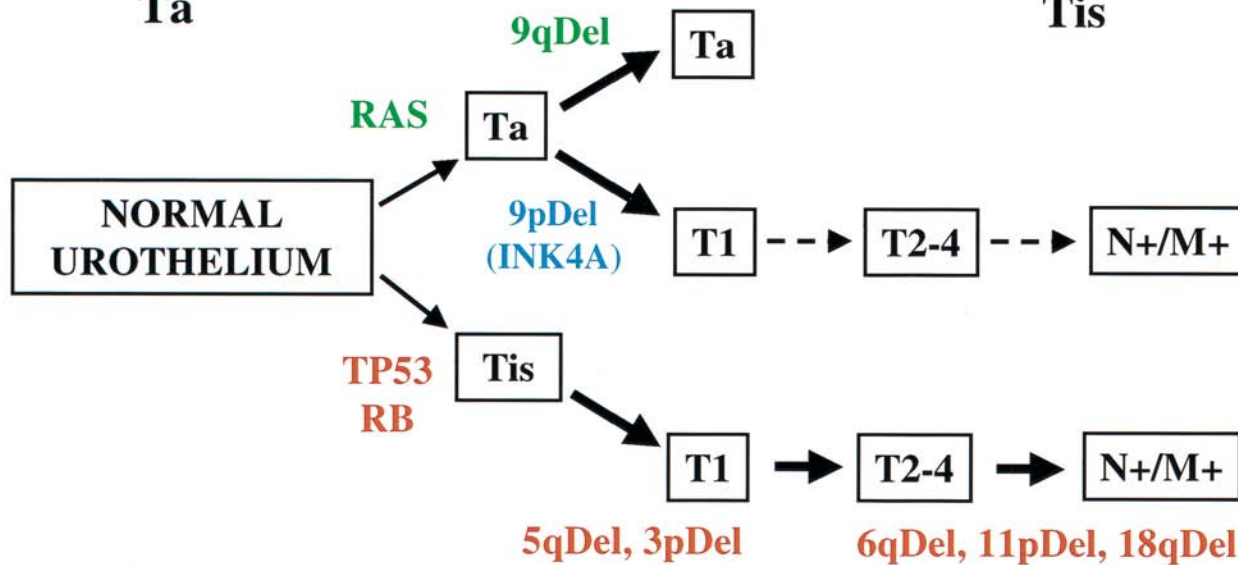 Ta
Tis
9qDel
Ta
RAS
Ta
NORMAL
UROTHELIUM
9pDel
(INK4A)
T1
T2-4
N+/M+
TP53
RB
Tis
T1
T2-4
N+/M+
5qDel, 3pDel
6qDel, 11pDel, 18qDel